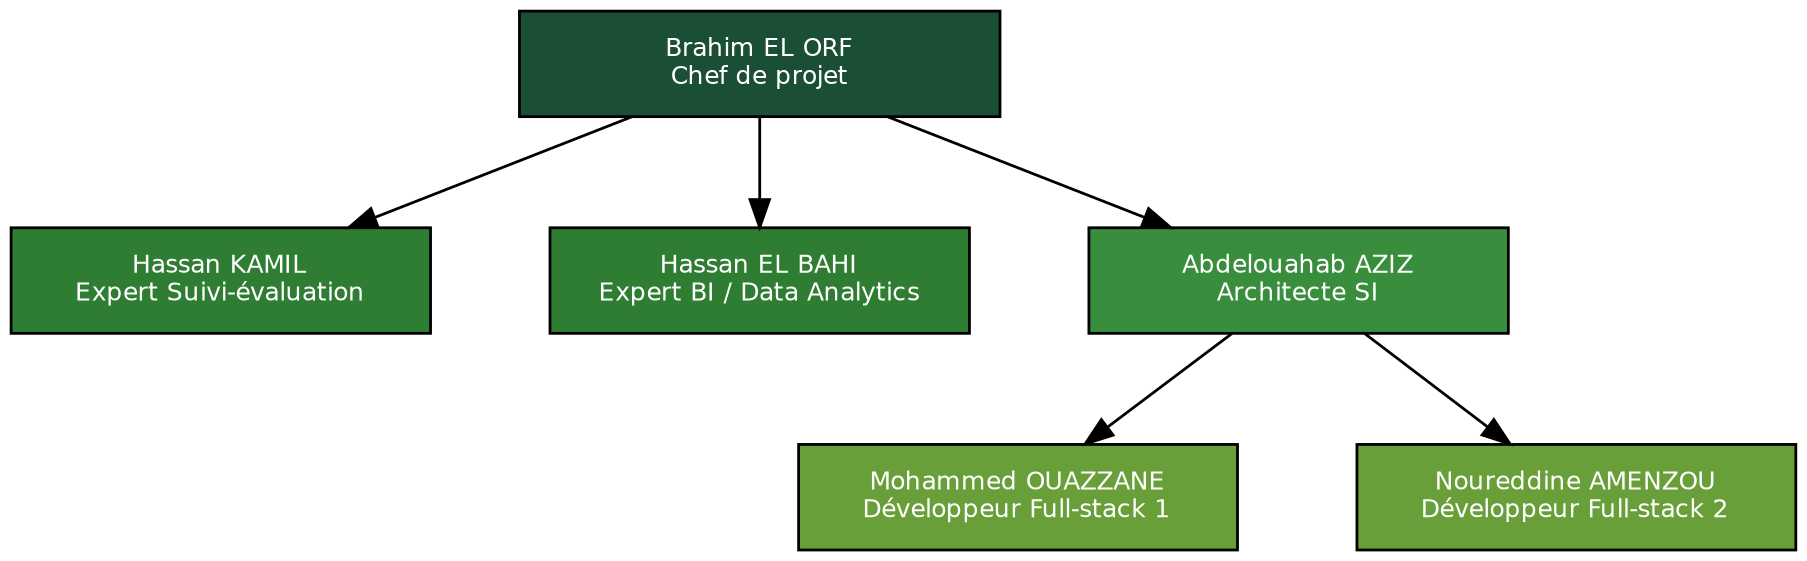 Brahim EL ORF
Chef de projet
Hassan KAMIL
Expert Suivi-évaluation
Hassan EL BAHI
Expert BI / Data Analytics
Abdelouahab AZIZ
Architecte SI
Mohammed OUAZZANE
Développeur Full-stack 1
Noureddine AMENZOU
Développeur Full-stack 2